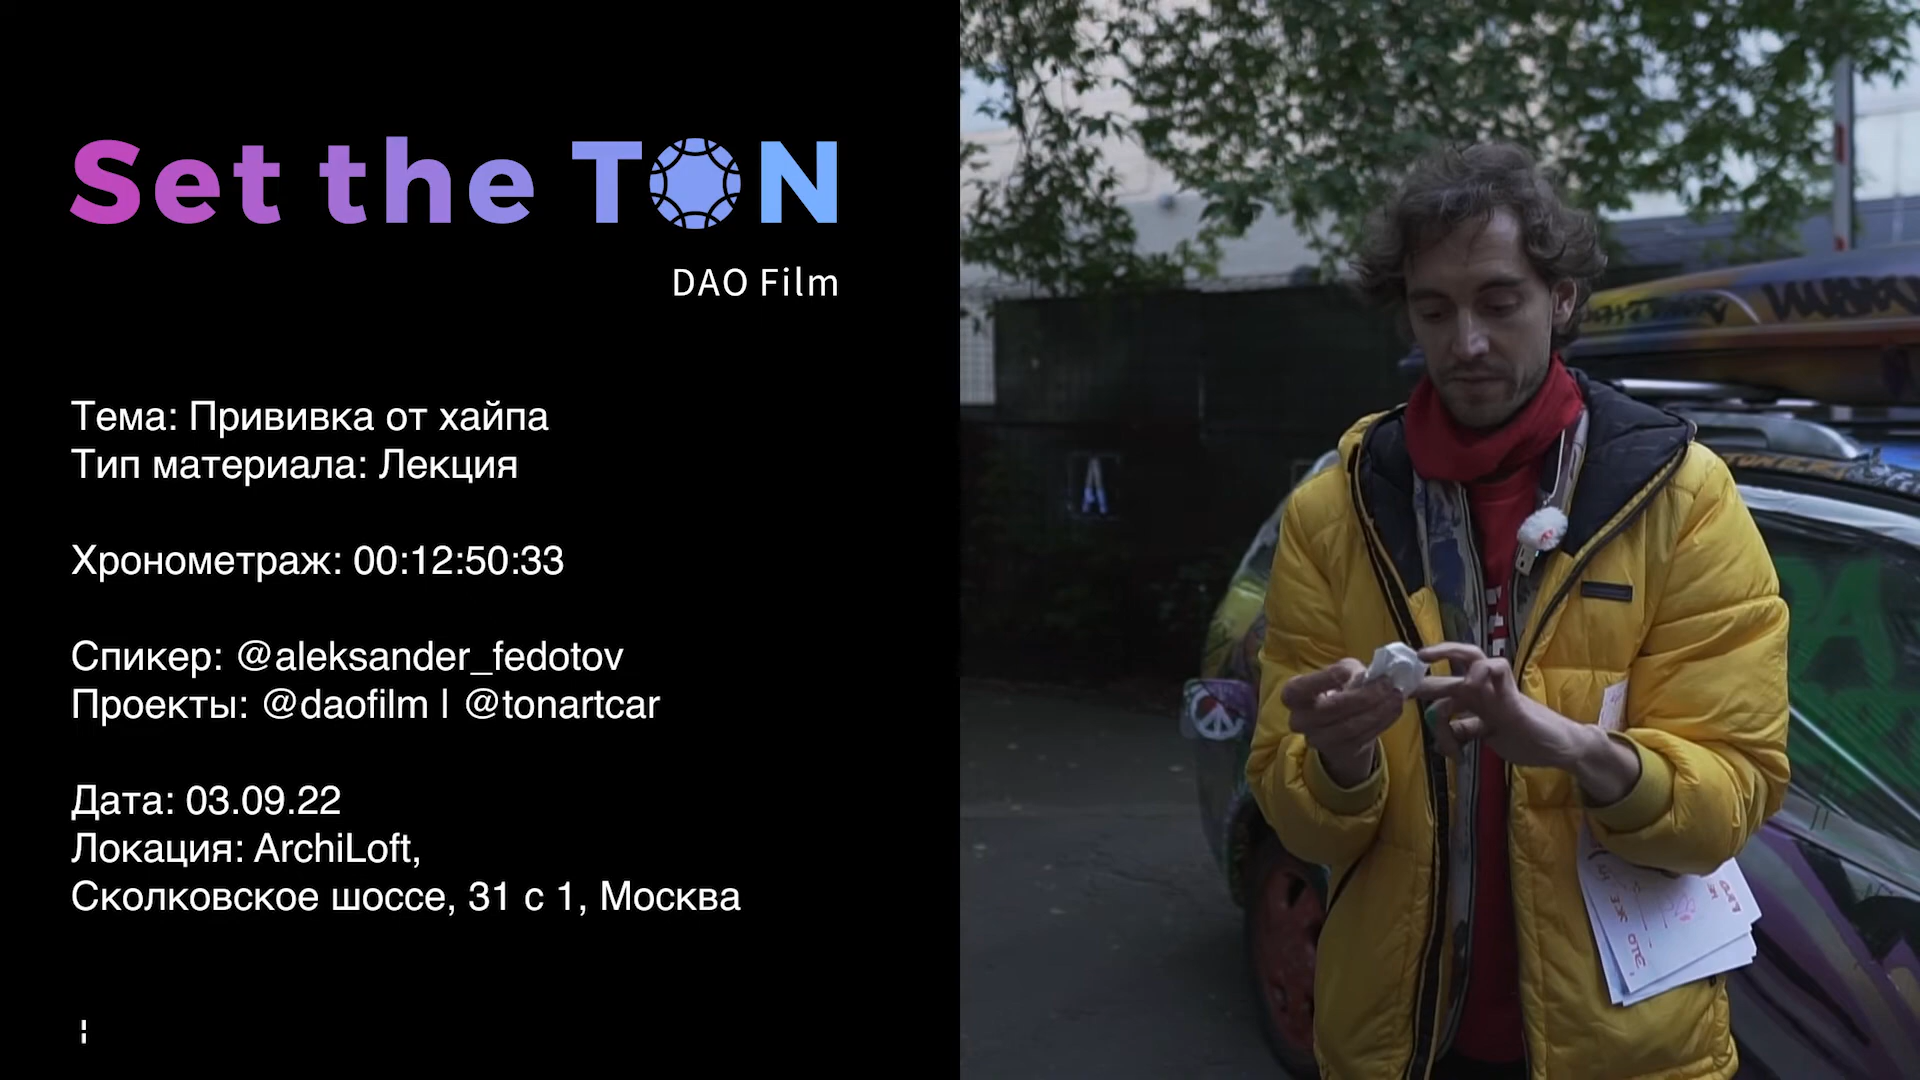 Set the TON
DAO Film
Тема: Прививка от хайпа
Тип материала: Лекция
Хронометраж: 00:12:50:33
Спикер: @aleksander_fedotov
Проекты: @daofilm | @tonartcar
Дата: 03.09.22
Локация: ArchiLoft,
Сколковское шоссе, 31 с 1, Москва